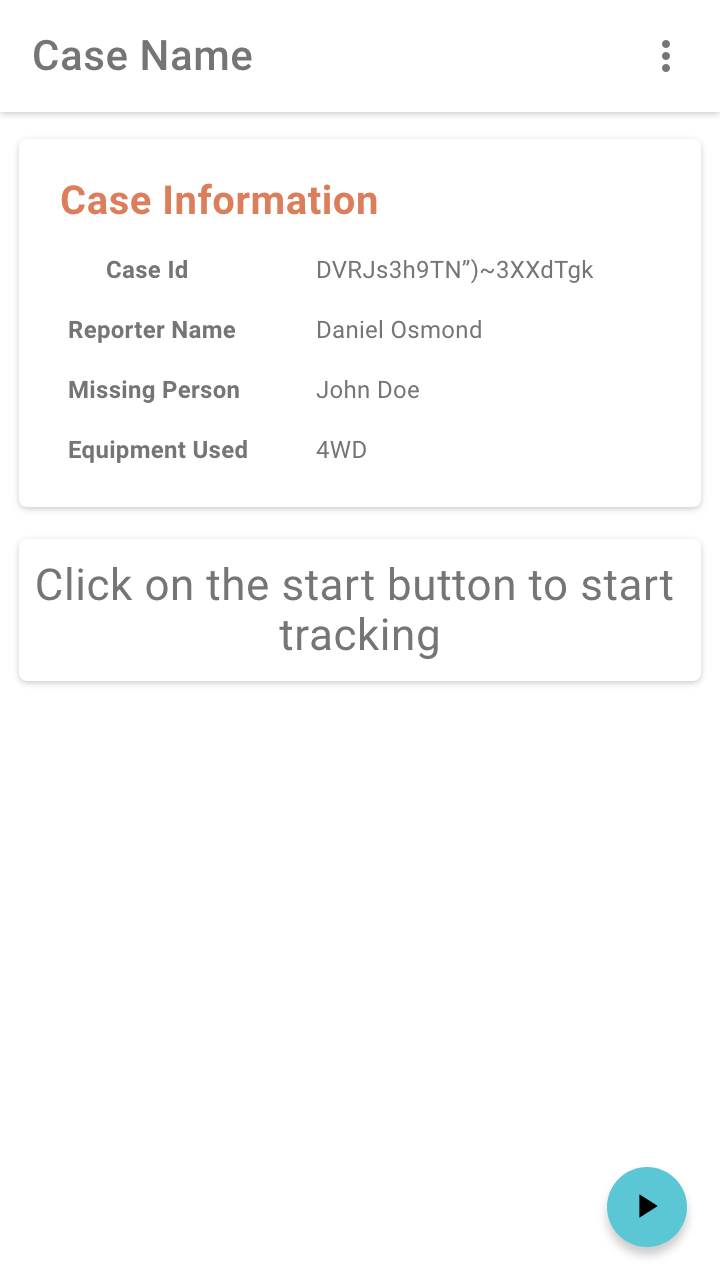 Case Name
Case Information
Case Id DVRJs3h9TN”)~3XXdTgk
Reporter Name Daniel Osmond
Missing Person John Doe
Equipment Used 4WD
Click on the start button to start
tracking